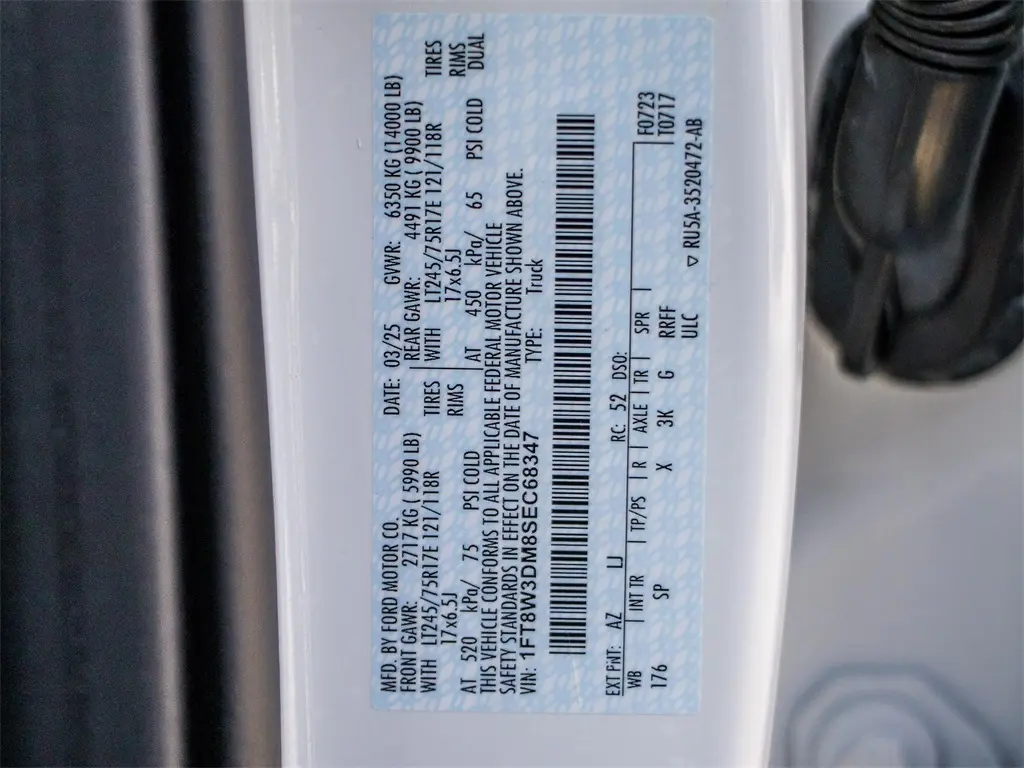 MFD. BY FORD MOTOR CO.
DATE: 03/25 GVWR: 6350 KG (14000 LB)
FRONT GAWR: 2717 KG ( 5990 LB)
REAR GAWR: 4491 KG ( 9900 LB)
WITH LT245/75R17E 121/118R TIRES
WITH LT245/75R17E 121/118R TIRES
17x6.5J RIMS
17x6.5J RIMS
AT 520 kPa/ 75 PSI COLD
AT 450 kPa/ 65 PSI COLD DUAL
THIS VEHICLE CONFORMS TO ALL APPLICABLE FEDERAL MOTOR VEHICLE
SAFETY STANDARDS IN EFFECT ON THE DATE OF MANUFACTURE SHOWN ABOVE.
VIN: 1FT8W3DM8SEC68347 TYPE: Truck
EXT PNT: AZ LJ RC: 52 DSO: F0723
WB INT TR TP/PS R AXLE TR SPR T0717
176 SP X 3K G RRFF
ULC ▽ RU5A-3520472-AB